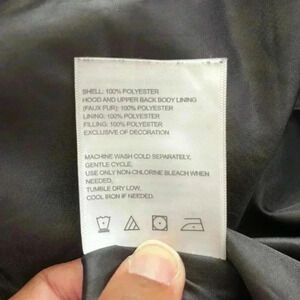 SHELL: 100% POLYESTER
HOOD AND UPPER BACK BODY LINING
(FAUX FUR): 100% POLYESTER
LINING: 100% POLYESTER
FILLING: 100% POLYESTER
EXCLUSIVE OF DECORATION
MACHINE WASH COLD SEPARATELY,
GENTLE CYCLE.
USE ONLY NON-CHLORINE BLEACH WHEN
NEEDED,
TUMBLE DRY LOW,
COOL IRON IF NEEDED.